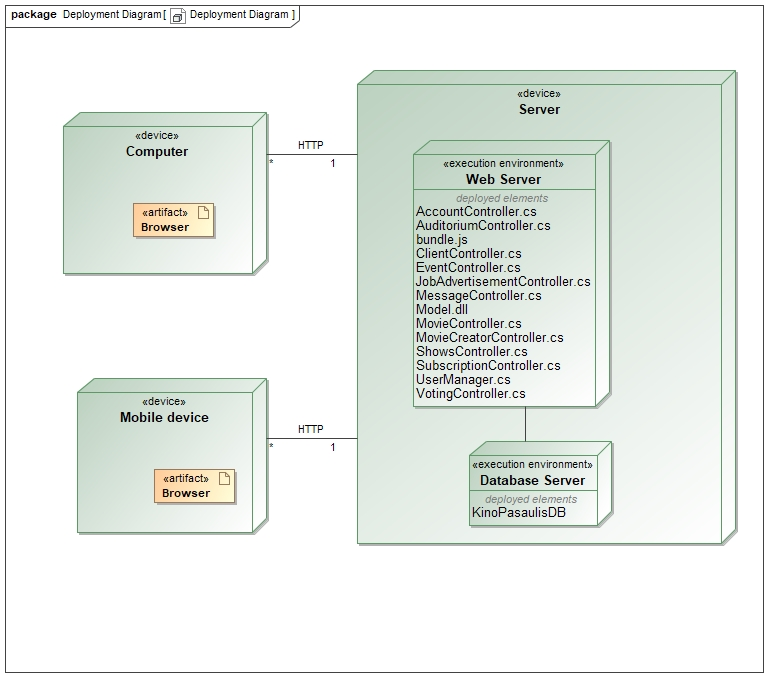 package Deployment Diagram [ Deployment Diagram ]
«device»
Computer
«artifact»
Browser
HTTP
* 1
«device»
Mobile device
«artifact»
Browser
HTTP
* 1
«device»
Server
«execution environment»
Web Server
deployed elements
AccountController.cs
AuditoriumController.cs
bundle.js
ClientController.cs
EventController.cs
JobAdvertisementController.cs
MessageController.cs
Model.dll
MovieController.cs
MovieCreatorController.cs
ShowsController.cs
SubscriptionController.cs
UserManager.cs
VotingController.cs
«execution environment»
Database Server
deployed elements
KinoPasaulisDB